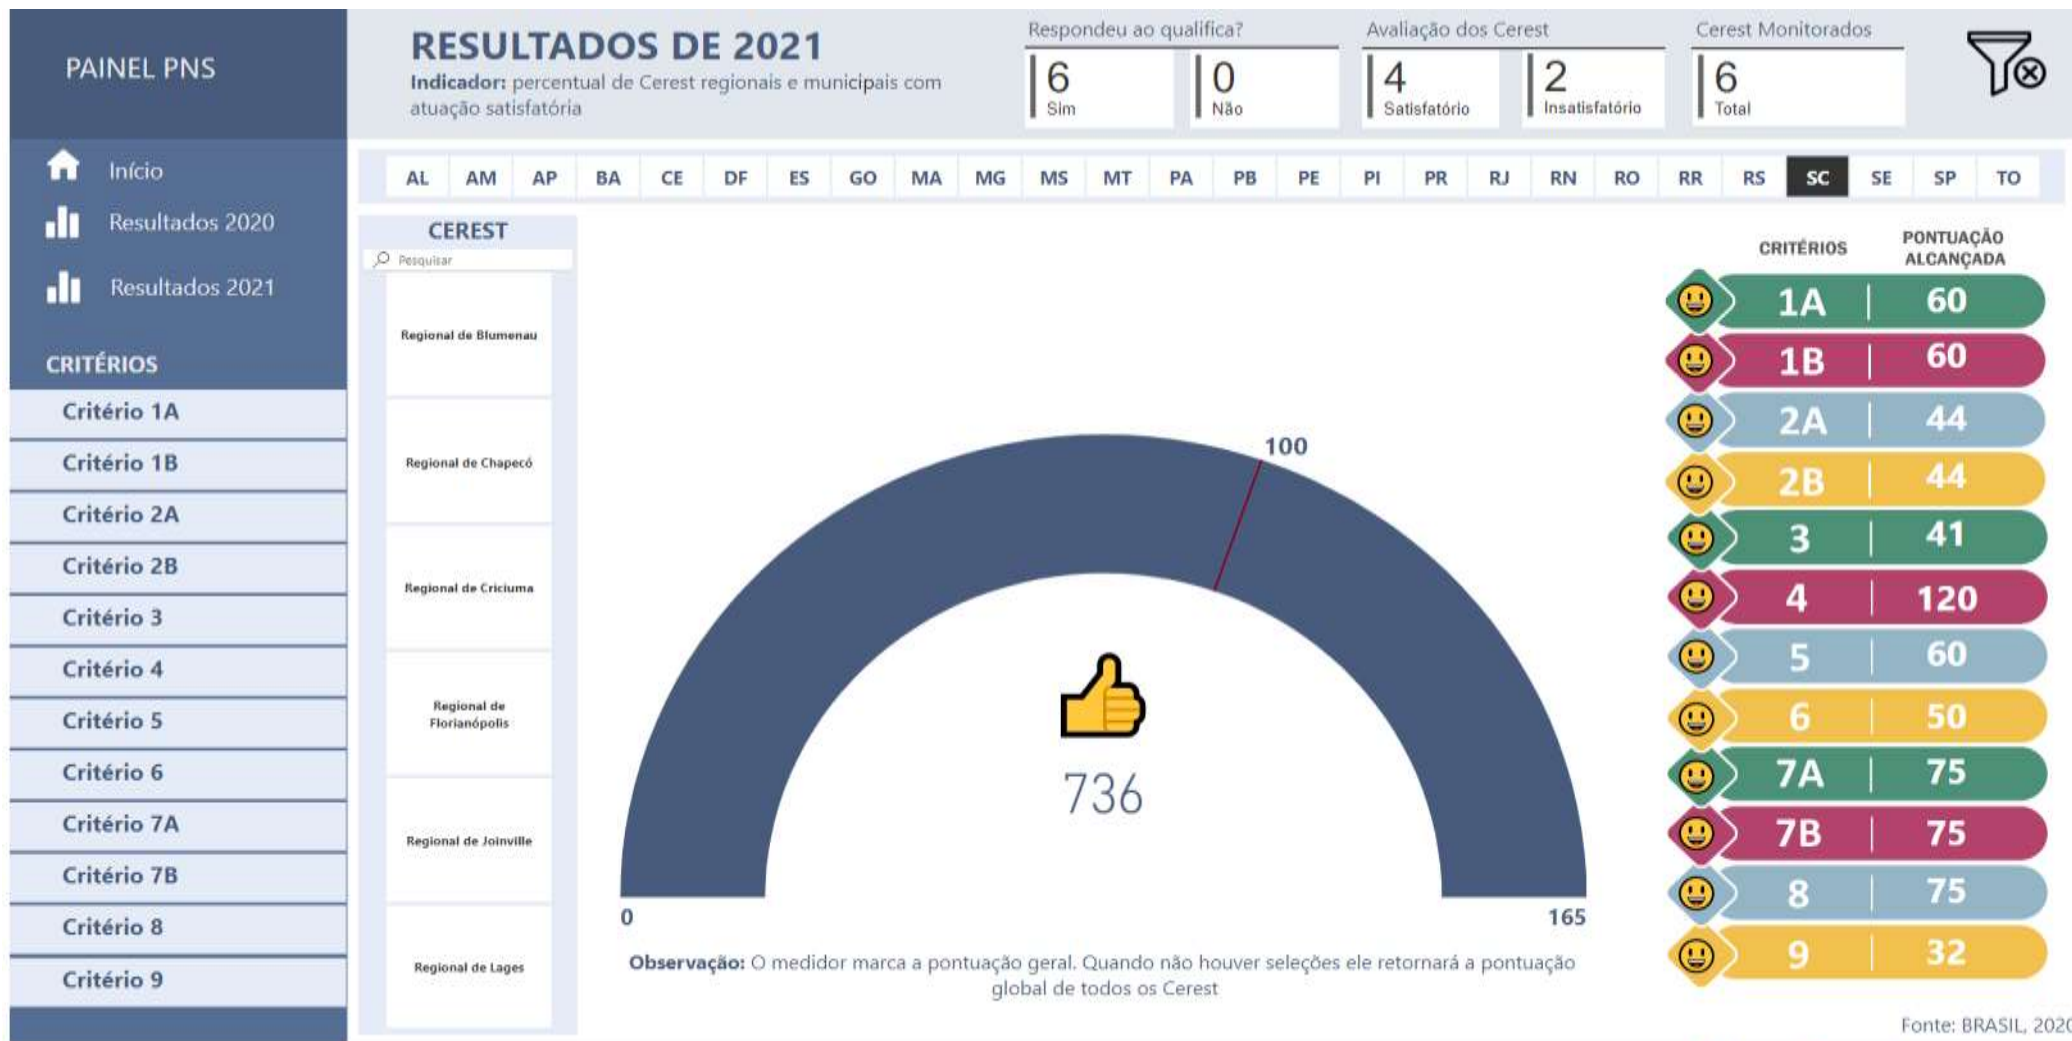 PAINEL PNS
Início
Resultados 2020
Resultados 2021
CRITÉRIOS
Critério 1A
Critério 1B
Critério 2A
Critério 2B
Critério 3
Critério 4
Critério 5
Critério 6
Critério 7A
Critério 7B
Critério 8
Critério 9
RESULTADOS DE 2021
Indicador: percentual de Cerest regionais e municipais com
atuação satisfatória
Respondeu ao qualifica?
6
Sim
0
Não
Avaliação dos Cerest
4
Satisfatório
2
Insatisfatório
Cerest Monitorados
6
Total
AL AM AP BA CE DF ES GO MA MG MS MT PA PB PE PI PR RJ RN RO RR RS SC SE SP TO
CEREST
Pesquisar
Regional de Blumenau
Regional de Chapecó
Regional de Criciuma
Regional de
Florianópolis
Regional de Joinville
Regional de Lages
100
736
0
165
Observação: O medidor marca a pontuação geral. Quando não houver seleções ele retornará a pontuação
global de todos os Cerest
CRITÉRIOS
PONTUAÇÃO
ALCANÇADA
1A | 60
1B | 60
2A | 44
2B | 44
3 | 41
4 | 120
5 | 60
6 | 50
7A | 75
7B | 75
8 | 75
9 | 32
Fonte: BRASIL, 2020